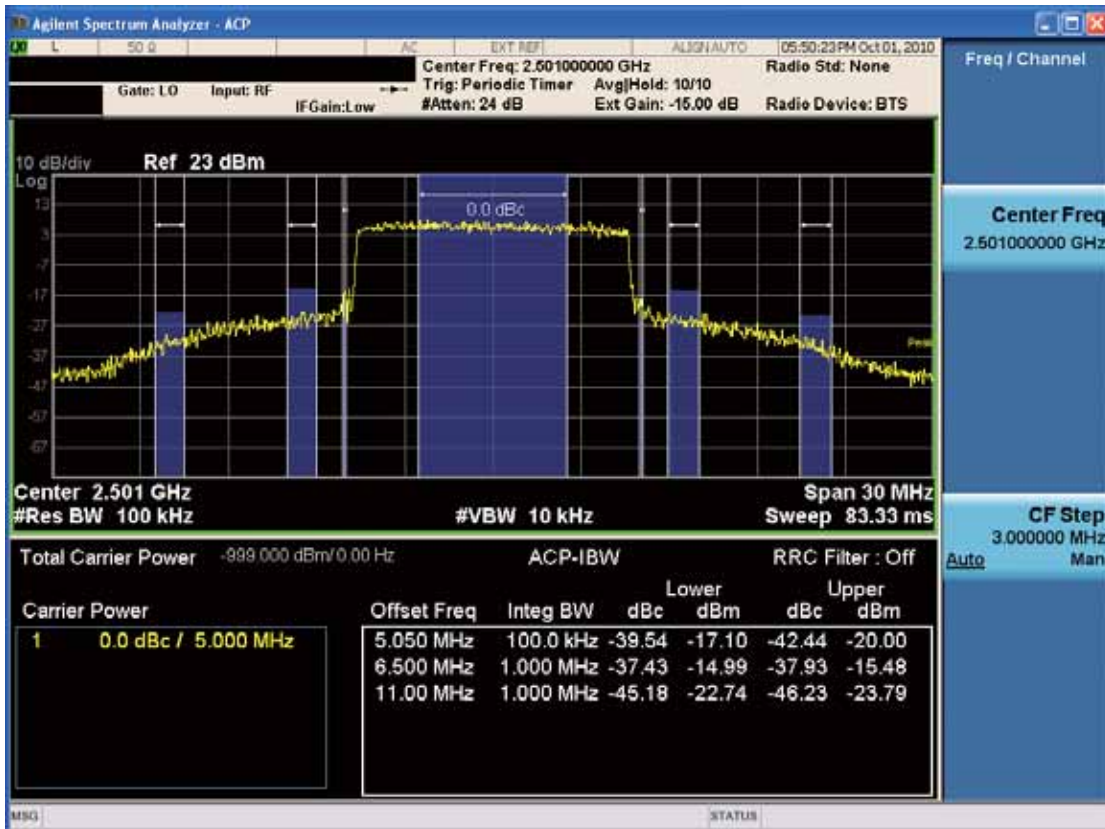 Agilent Spectrum Analyzer - ACP
L 50 Ω AC EXT REF ALIGN AUTO 05:50:23 PM Oct 01, 2010
Center Freq: 2.501000000 GHz Radio Std: None
Gate: LO Input: RF Trig: Periodic Timer Avg|Hold: 10/10
IFGain:Low #Atten: 24 dB Ext Gain: -15.00 dB Radio Device: BTS
10 dB/div Ref 23 dBm
Log
13
3
-7
-17
-27
-37
-47
-57
-67
0.0 dBc
Center 2.501 GHz Span 30 MHz
#Res BW 100 kHz #VBW 10 kHz Sweep 83.33 ms
Total Carrier Power -999.000 dBm/ 0.00 Hz ACP-IBW RRC Filter : Off
Lower Upper
Carrier Power Offset Freq Integ BW dBc dBm dBc dBm
1 0.0 dBc / 5.000 MHz 5.050 MHz 100.0 kHz -39.54 -17.10 -42.44 -20.00
6.500 MHz 1.000 MHz -37.43 -14.99 -37.93 -15.48
11.00 MHz 1.000 MHz -45.18 -22.74 -46.23 -23.79
MSG STATUS
Freq / Channel
Center Freq
2.501000000 GHz
CF Step
3.000000 MHz
Auto Man